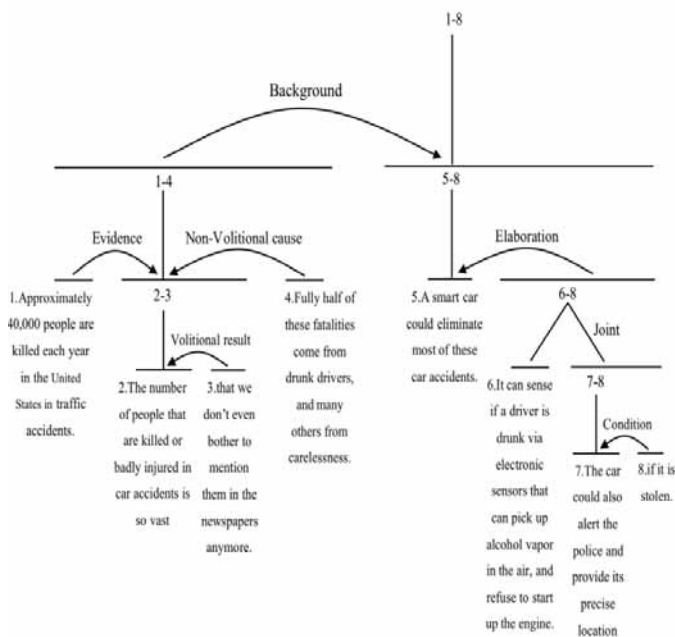 1-8
Background
1-4
5-8
Evidence
Non-Volitional cause
Elaboration
1.Approximately
40,000 people are
killed each year
in the United
States in traffic
accidents.
2-3
Volitional result
2.The number
of people that
are killed or
badly injured in
car accidents is
so vast
3.that we
don't even
bother to
mention
them in the
newspapers
anymore.
4.Fully half of
these fatalities
come from
drunk drivers,
and many
others from
carelessness.
5.A smart car
could eliminate
most of these
car accidents.
6-8
Joint
6.It can sense
if a driver is
drunk via
electronic
sensors that
can pick up
alcohol vapor
in the air, and
refuse to start
up the engine.
7-8
Condition
7.The car
could also
alert the
police and
provide its
precise
location
8.if it is
stolen.